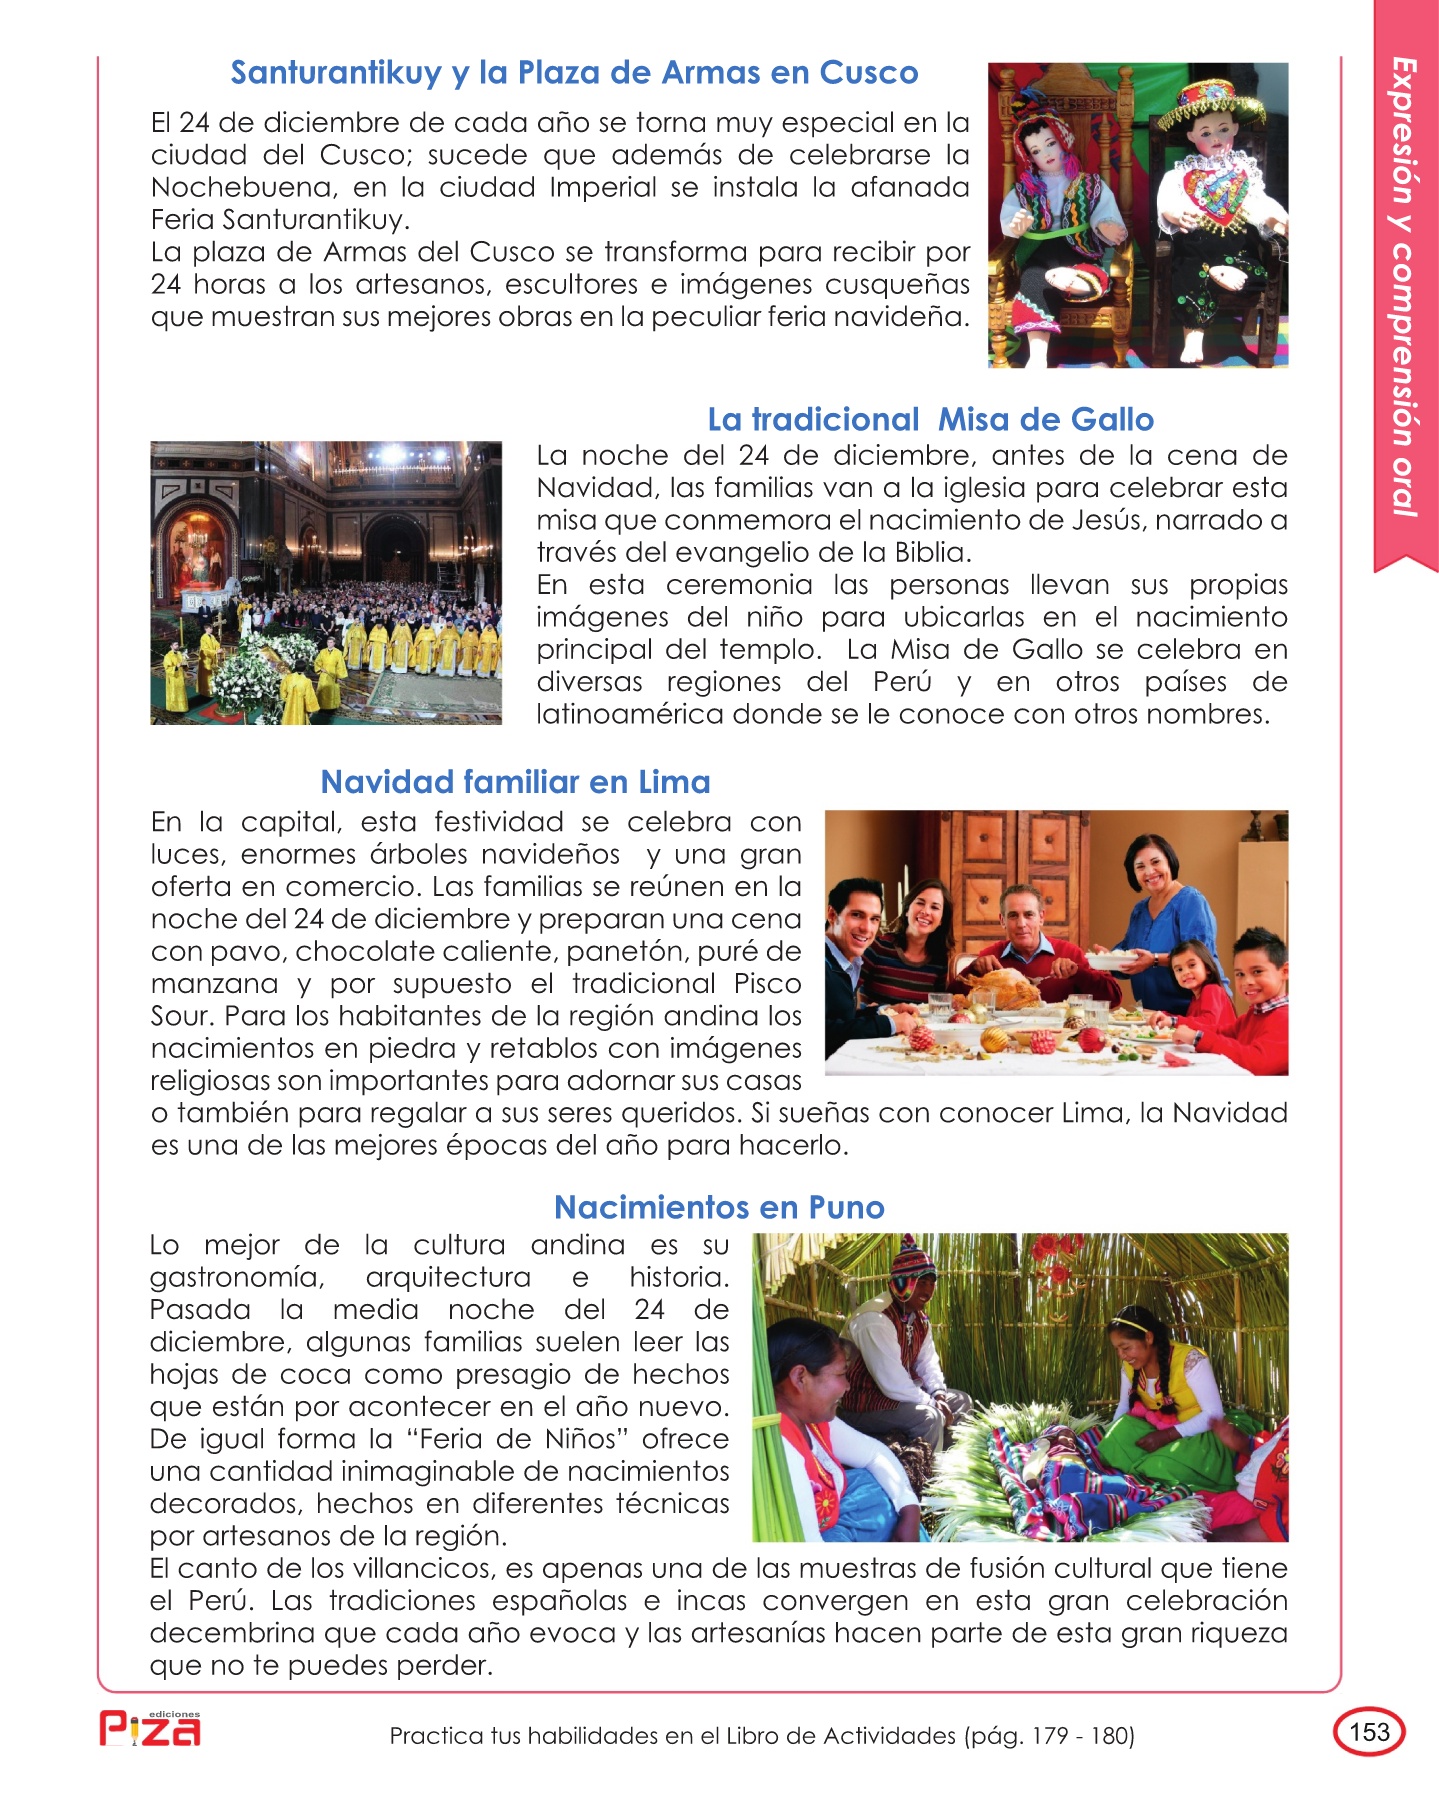 Santurantikuy y la Plaza de Armas en Cusco
El 24 de diciembre de cada año se torna muy especial en la
ciudad del Cusco; sucede que además de celebrarse la
Nochebuena, en la ciudad Imperial se instala la afanada
Feria Santurantikuy.
La plaza de Armas del Cusco se transforma para recibir por
24 horas a los artesanos, escultores e imágenes cusqueñas
que muestran sus mejores obras en la peculiar feria navideña.
Expresión y comprensión oral
La tradicional Misa de Gallo
La noche del 24 de diciembre, antes de la cena de
Navidad, las familias van a la iglesia para celebrar esta
misa que conmemora el nacimiento de Jesús, narrado a
través del evangelio de la Biblia.
En esta ceremonia las personas llevan sus propias
imágenes del niño para ubicarlas en el nacimiento
principal del templo. La Misa de Gallo se celebra en
diversas regiones del Perú y en otros países de
latinoamérica donde se le conoce con otros nombres.
Navidad familiar en Lima
En la capital, esta festividad se celebra con
luces, enormes árboles navideños y una gran
oferta en comercio. Las familias se reúnen en la
noche del 24 de diciembre y preparan una cena
con pavo, chocolate caliente, panetón, puré de
manzana y por supuesto el tradicional Pisco
Sour. Para los habitantes de la región andina los
nacimientos en piedra y retablos con imágenes
religiosas son importantes para adornar sus casas
o también para regalar a sus seres queridos. Si sueñas con conocer Lima, la Navidad
es una de las mejores épocas del año para hacerlo.
Nacimientos en Puno
Lo mejor de la cultura andina es su
gastronomía, arquitectura e historia.
Pasada la media noche del 24 de
diciembre, algunas familias suelen leer las
hojas de coca como presagio de hechos
que están por acontecer en el año nuevo.
De igual forma la “Feria de Niños” ofrece
una cantidad inimaginable de nacimientos
decorados, hechos en diferentes técnicas
por artesanos de la región.
El canto de los villancicos, es apenas una de las muestras de fusión cultural que tiene
el Perú. Las tradiciones españolas e incas convergen en esta gran celebración
decembrina que cada año evoca y las artesanías hacen parte de esta gran riqueza
que no te puedes perder.
ediciones
Piza
Practica tus habilidades en el Libro de Actividades (pág. 179 - 180)
153